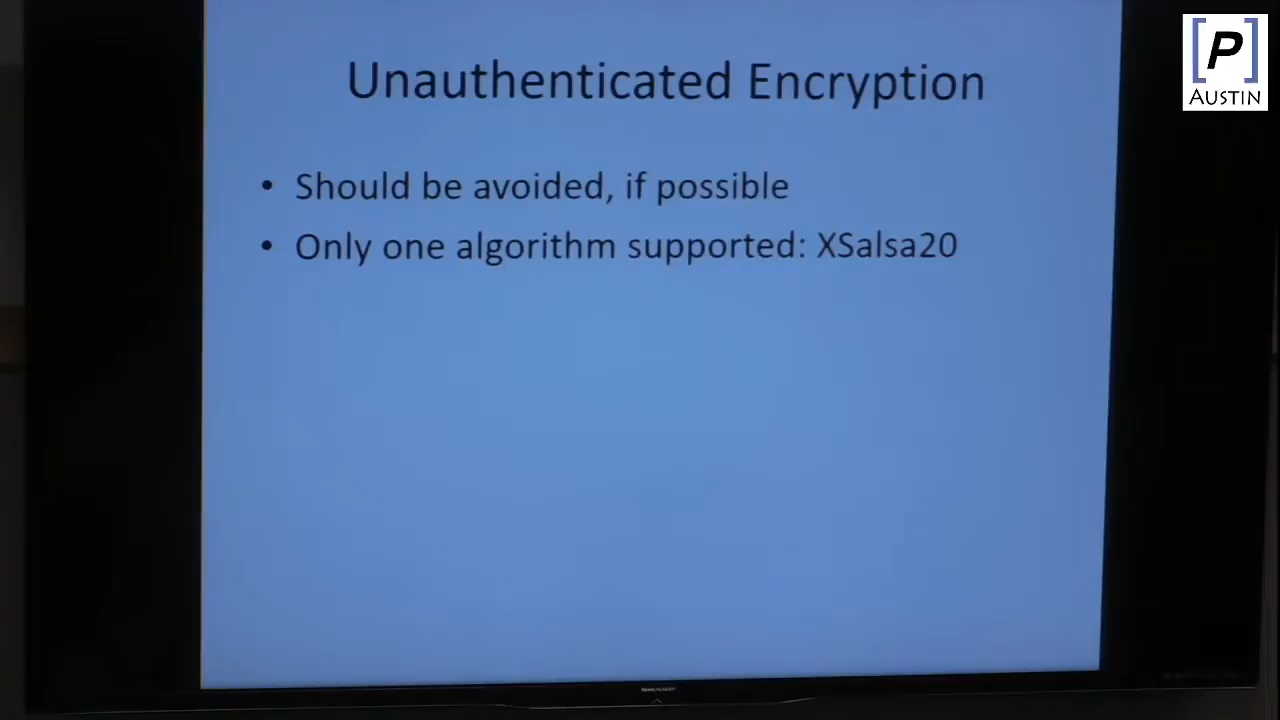 [P]
AUSTIN
Unauthenticated Encryption
• Should be avoided, if possible
• Only one algorithm supported: XSalsa20